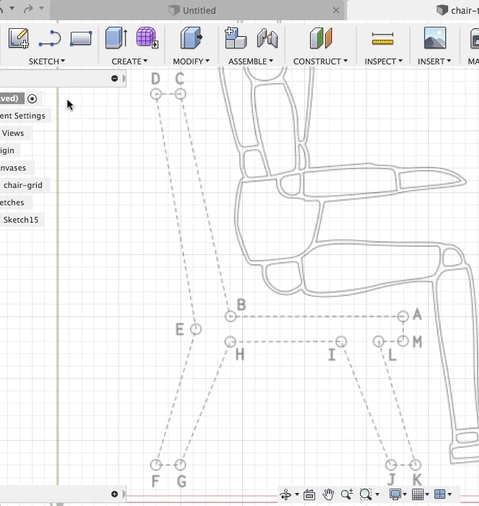 Untitled
chair-t
SKETCH
CREATE
MODIFY
ASSEMBLE
CONSTRUCT
INSPECT
INSERT
MA
D C
ved)
ent Settings
Views
igin
nvases
chair-grid
etches
Sketch15
B
A
E
M
H
I
L
F G
J K